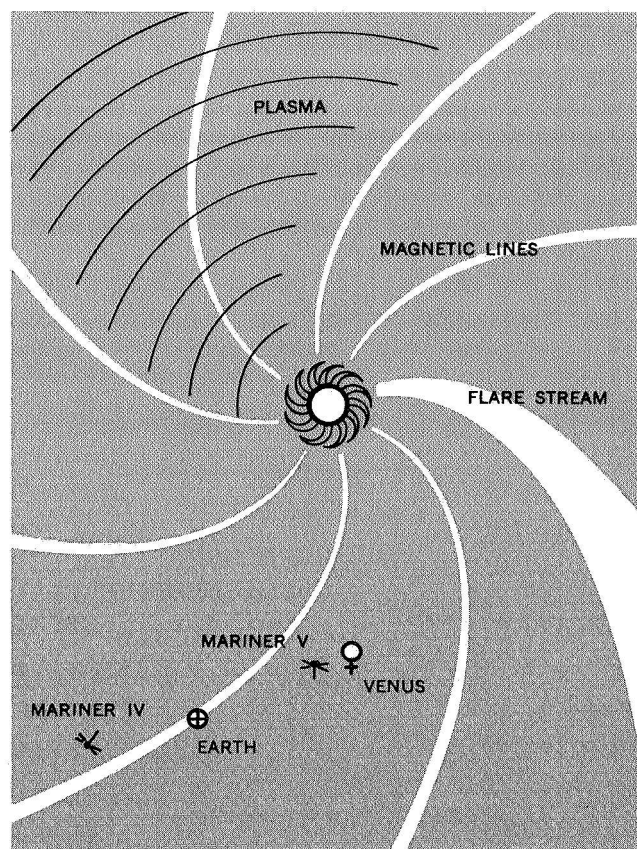 PLASMA
MAGNETIC LINES
FLARE STREAM
MARINER V
VENUS
MARINER IV
EARTH